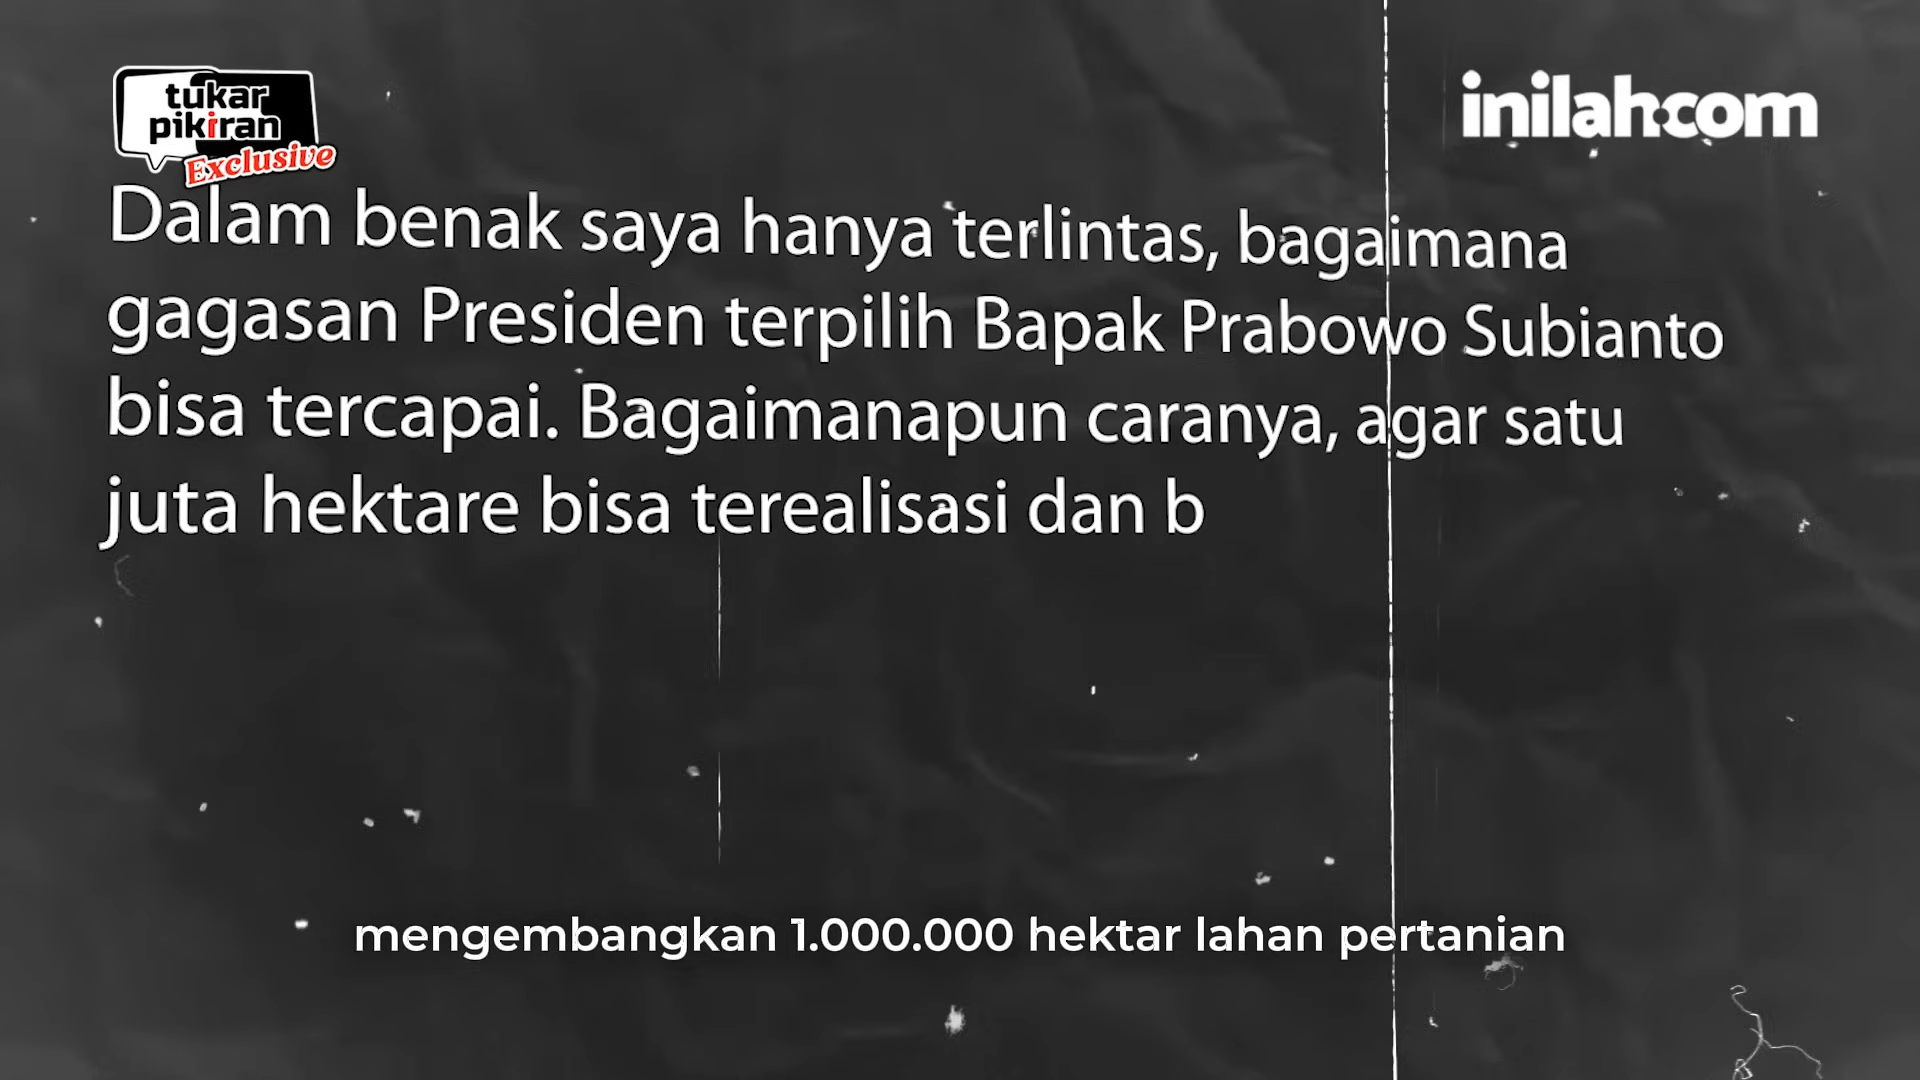 tukar
pikiran
Exclusive
inilah.com
Dalam benak saya hanya terlintas, bagaimana
gagasan Presiden terpilih Bapak Prabowo Subianto
bisa tercapai. Bagaimanapun caranya, agar satu
juta hektare bisa terealisasi dan b
mengembangkan 1.000.000 hektar lahan pertanian